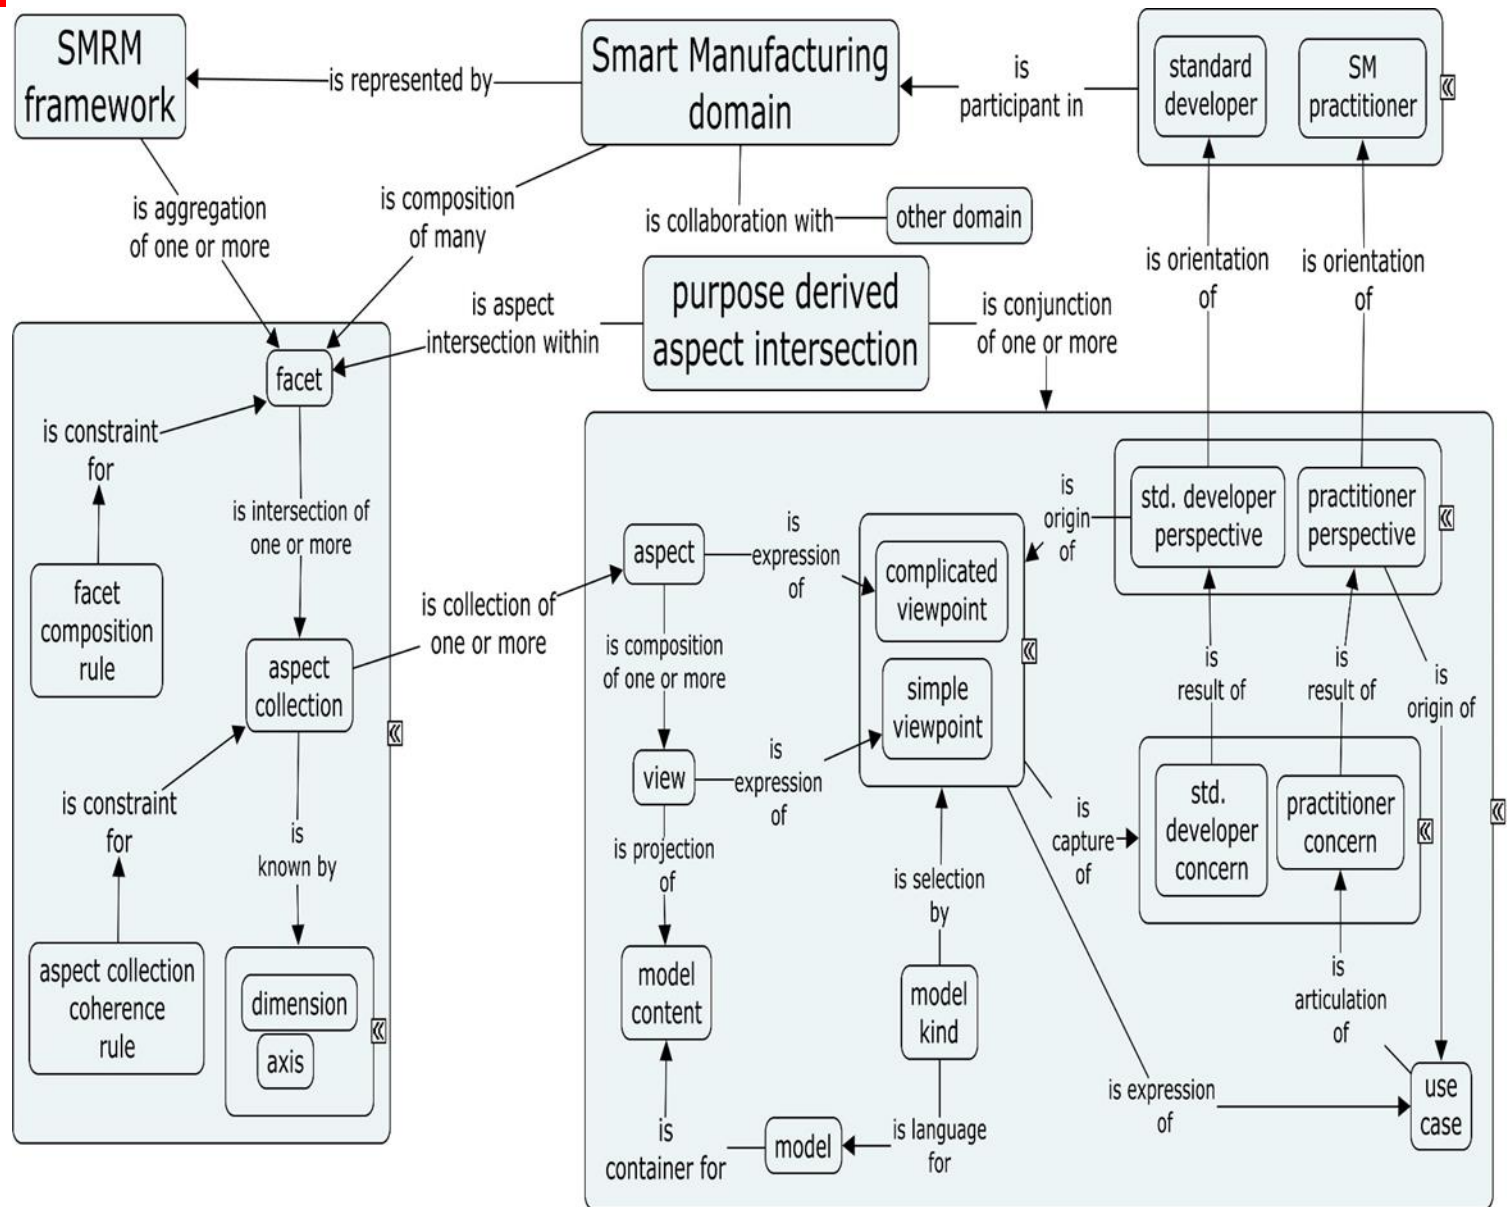 SMRM
framework
is represented by
Smart Manufacturing
domain
is
participant in
standard
developer
SM
practitioner
is aggregation
of one or more
is composition
of many
is collaboration with
other domain
is orientation
of
is orientation
of
is aspect
intersection within
purpose derived
aspect intersection
is conjunction
of one or more
facet
is constraint
for
is intersection of
one or more
facet
composition
rule
aspect
collection
is collection of
one or more
is constraint
for
is
known by
aspect collection
coherence
rule
dimension
axis
aspect
is
expression
of
complicated
viewpoint
simple
viewpoint
is
origin
of
std. developer
perspective
practitioner
perspective
is composition
of one or more
view
is
expression
of
is
result of
is
result of
is
origin of
is projection
of
is selection
by
is
capture
of
std.
developer
concern
practitioner
concern
model
content
model
kind
is
articulation
of
is
container for
model
is language
for
is expression
of
use
case